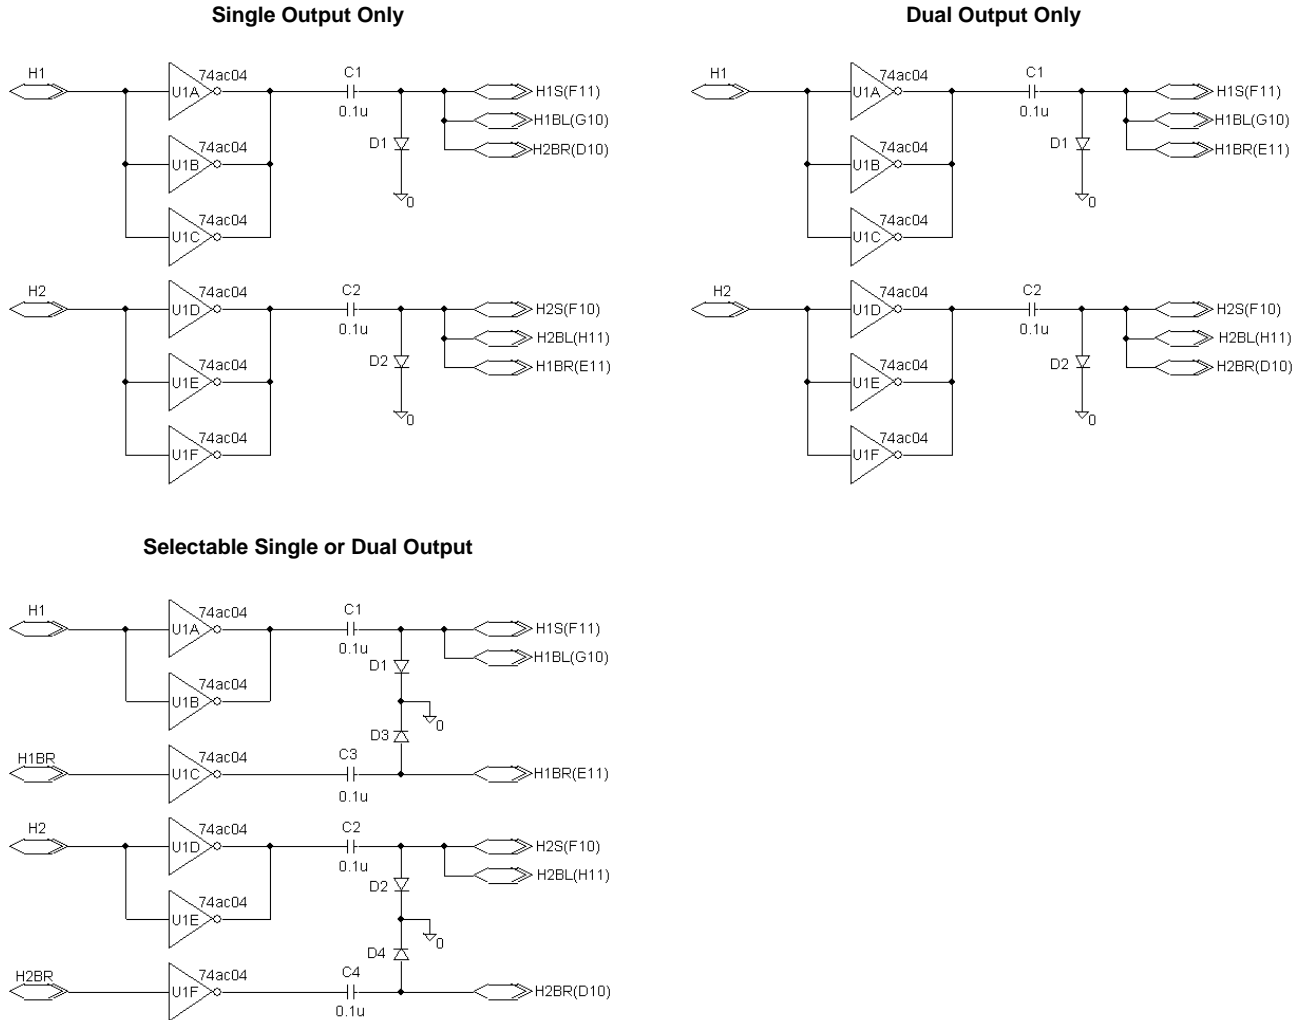 Single Output Only
H1
74ac04
U1A
C1
0.1u
H1S(F11)
H1BL(G10)
H2BR(D10)
D1
0
74ac04
U1B
74ac04
U1C
H2
74ac04
U1D
C2
0.1u
H2S(F10)
H2BL(H11)
H1BR(E11)
D2
0
74ac04
U1E
74ac04
U1F
Dual Output Only
H1
74ac04
U1A
C1
0.1u
H1S(F11)
H1BL(G10)
H1BR(E11)
D1
0
74ac04
U1B
74ac04
U1C
H2
74ac04
U1D
C2
0.1u
H2S(F10)
H2BL(H11)
H2BR(D10)
D2
0
74ac04
U1E
74ac04
U1F
Selectable Single or Dual Output
H1
74ac04
U1A
C1
0.1u
H1S(F11)
H1BL(G10)
D1
0
74ac04
U1B
D3
H1BR
74ac04
U1C
C3
0.1u
H1BR(E11)
H2
74ac04
U1D
C2
0.1u
H2S(F10)
H2BL(H11)
D2
0
74ac04
U1E
D4
H2BR
74ac04
U1F
C4
0.1u
H2BR(D10)